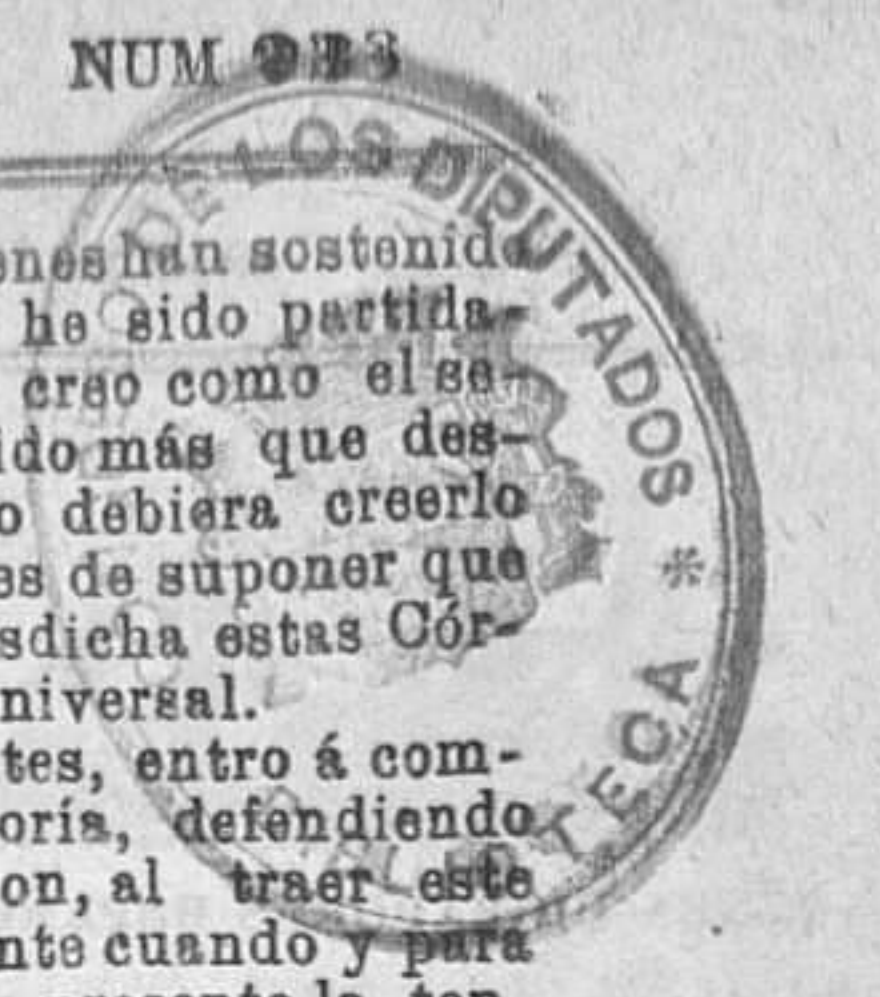 NUM
DE LOS DIPUTADOS * BIBLIOTECA
enes han sostenido
he sido partida-
creo como el se-
ido más que des-
o debiera creerlo
es de suponer que
sdicha estas Cór-
niversal.
tes, entro á com-
oría, defendiendo
on, al traer este
nte cuando y para